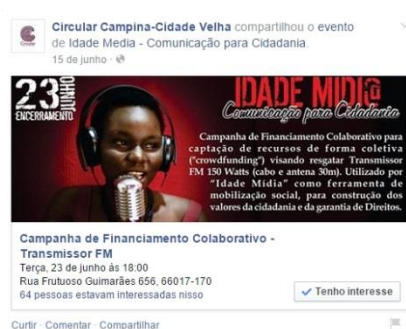 Circular Campina-Cidade Velha compartilhou o evento
de Idade Media - Comunicação para Cidadania.
15 de junho
Circular
23 JUNHO
ENCERRAMENTO
IDADE MIDIA
Comunicação para Cidadania
Campanha de Financiamento Colaborativo para
captação de recursos de forma coletiva
("crowdfunding") visando resgatar Transmissor
FM 150 Watts (cabo e antena 30m). Utilizado por
"Idade Mídia" como ferramenta de
mobilização social, para construção dos
valores da cidadania e da garantia de Direitos.
Campanha de Financiamento Colaborativo -
Transmissor FM
Terça, 23 de junho às 18:00
Rua Frutuoso Guimarães 656, 66017-170
64 pessoas estavam interessadas nisso
Tenho interesse
Curtir · Comentar · Compartilhar